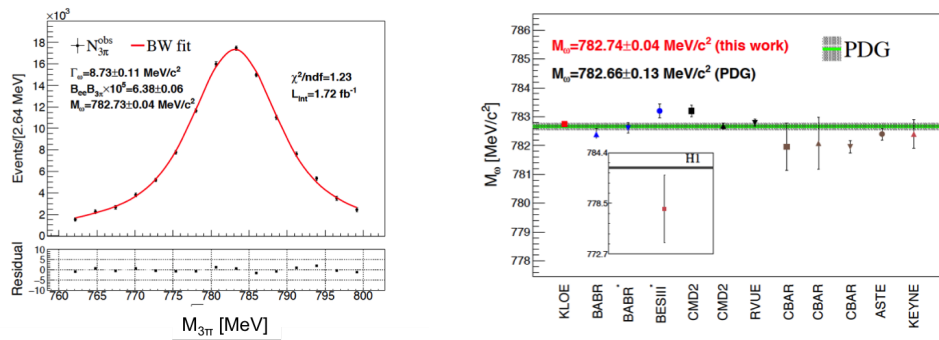 ×10³
N₃π^obs BW fit
Γω=8.73±0.11 MeV/c²
BeeB3π×10⁵=6.38±0.06
Mω=782.73±0.04 MeV/c²
χ²/ndf=1.23
Lint=1.72 fb⁻¹
Events/[2.64 MeV]
18
16
14
12
10
8
6
4
2
0
Residual
10
5
0
−5
−10
760 765 770 775 780 785 790 795 800
M3π [MeV]
Mω=782.74±0.04 MeV/c² (this work)
Mω=782.66±0.13 MeV/c² (PDG)
PDG
Mω [MeV/c²]
786
785
784
783
782
781
780
779
778
784.4
H1
778.5
772.7
KLOE
BABR
BABR *
BESIII *
CMD2
CMD2
RVUE
CBAR
CBAR
CBAR
ASTE
KEYNE